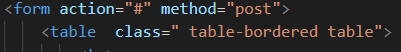 <form action="#" method="post">
<table  class=" table-bordered table">